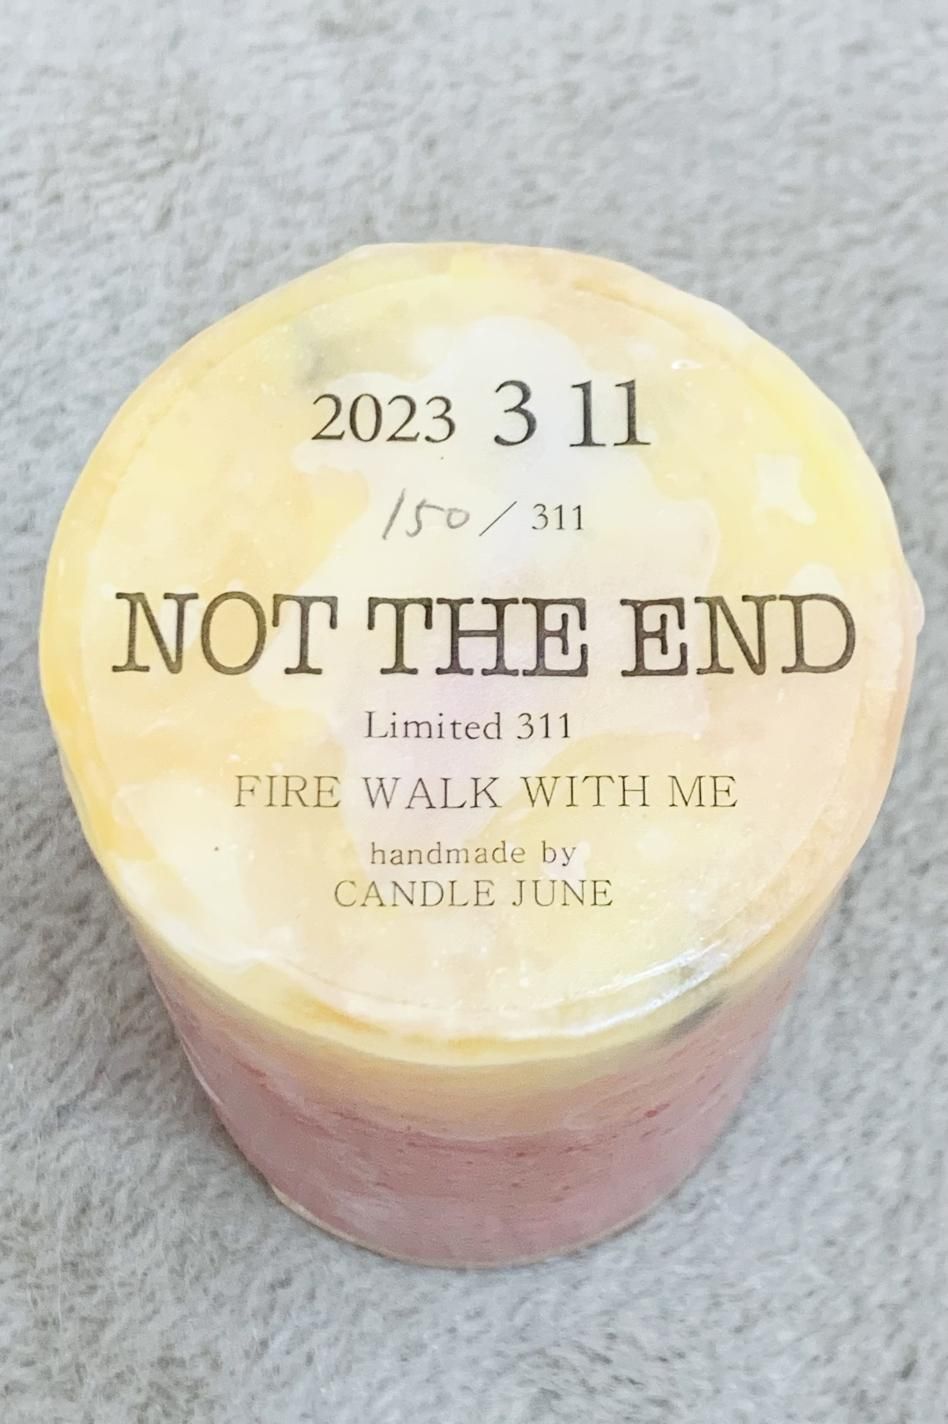 2023 3 11
150 / 311
NOT THE END
Limited 311
FIRE WALK WITH ME
handmade by
CANDLE JUNE